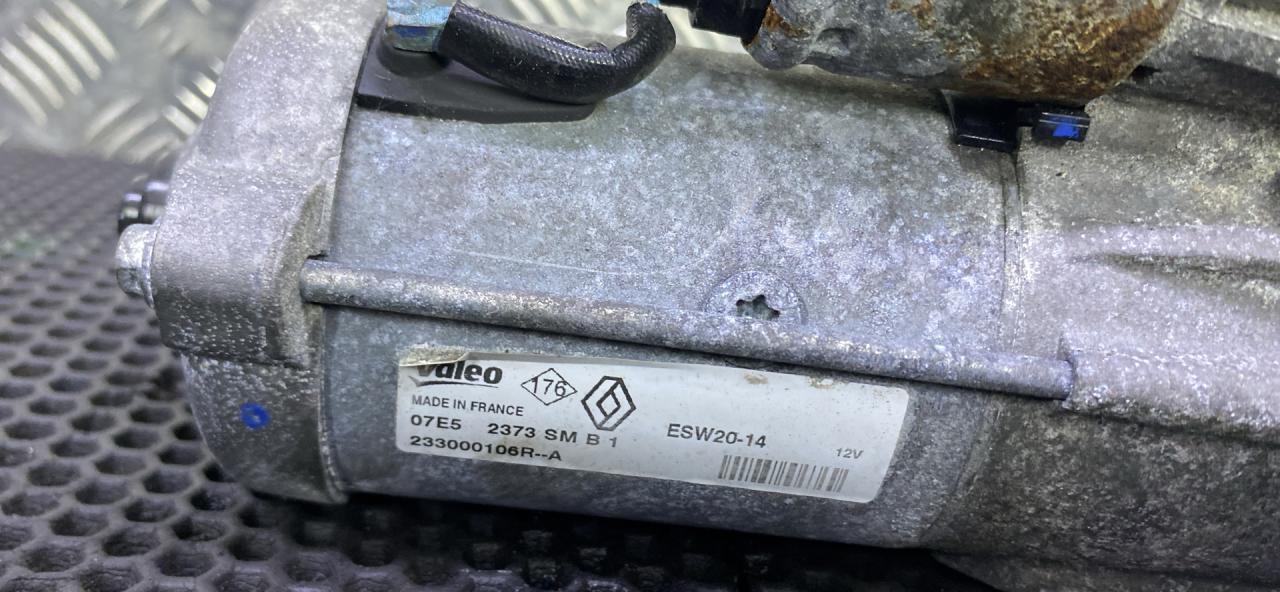 Valeo 176
MADE IN FRANCE
07E5 2373 SM B 1 ESW20-14 12V
233000106R--A